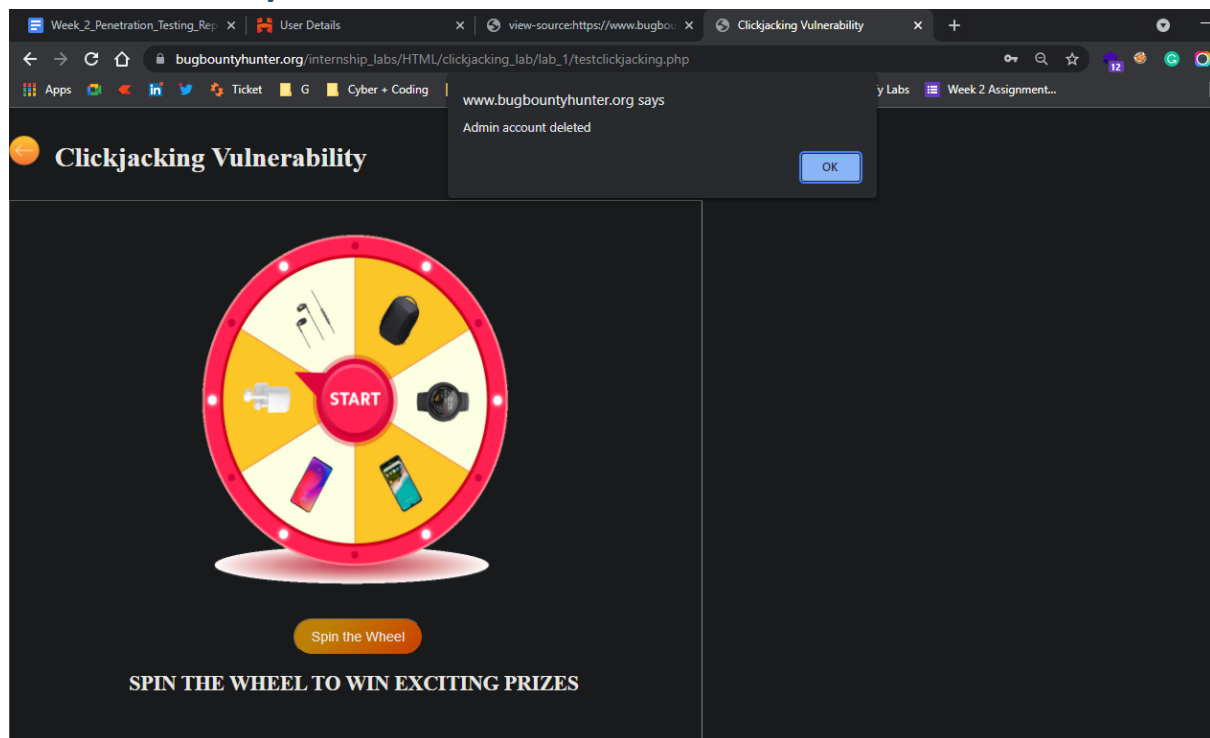 Week_2_Penetration_Testing_Rep
User Details
view-source:https://www.bugbou
Clickjacking Vulnerability
bugbountyhunter.org/internship_labs/HTML/clickjacking_lab/lab_1/testclickjacking.php
12
Apps
Ticket
G
Cyber + Coding
y Labs
Week 2 Assignment...
www.bugbountyhunter.org says
Admin account deleted
OK
Clickjacking Vulnerability
START
Spin the Wheel
SPIN THE WHEEL TO WIN EXCITING PRIZES